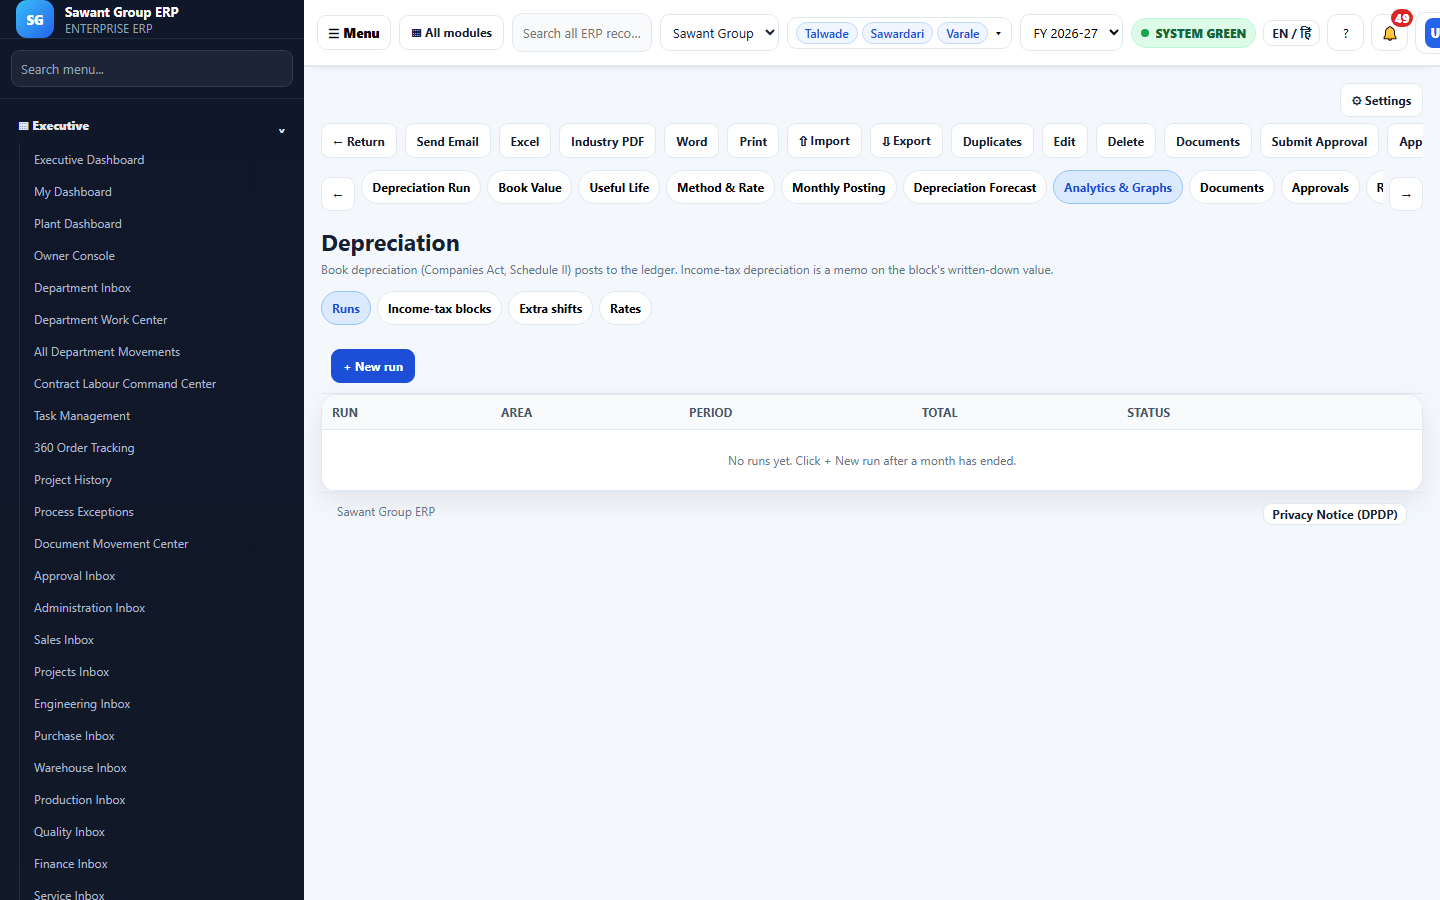 SG
Sawant Group ERP
ENTERPRISE ERP
Search menu...
Executive
Executive Dashboard
My Dashboard
Plant Dashboard
Owner Console
Department Inbox
Department Work Center
All Department Movements
Contract Labour Command Center
Task Management
360 Order Tracking
Project History
Process Exceptions
Document Movement Center
Approval Inbox
Administration Inbox
Sales Inbox
Projects Inbox
Engineering Inbox
Purchase Inbox
Warehouse Inbox
Production Inbox
Quality Inbox
Finance Inbox
Service Inbox
☰ Menu
All modules
Search all ERP reco...
Sawant Group
Talwade Sawardari Varale
FY 2026-27
SYSTEM GREEN
EN / हिं
?
49
U
⚙ Settings
← Return Send Email Excel Industry PDF Word Print ⇧ Import ⇩ Export Duplicates Edit Delete Documents Submit Approval App
← Depreciation Run Book Value Useful Life Method & Rate Monthly Posting Depreciation Forecast Analytics & Graphs Documents Approvals R →
Depreciation
Book depreciation (Companies Act, Schedule II) posts to the ledger. Income-tax depreciation is a memo on the block's written-down value.
Runs Income-tax blocks Extra shifts Rates
+ New run
RUN AREA PERIOD TOTAL STATUS
No runs yet. Click + New run after a month has ended.
Sawant Group ERP
Privacy Notice (DPDP)